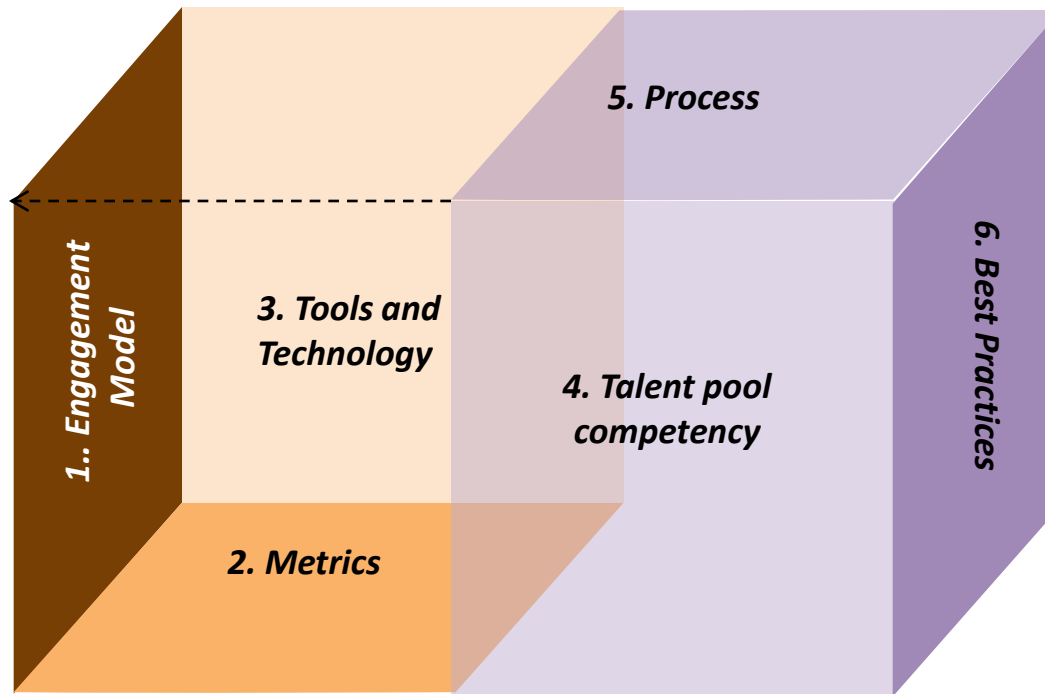 1.. Engagement
Model
2. Metrics
3. Tools and
Technology
4. Talent pool
competency
5. Process
6. Best Practices